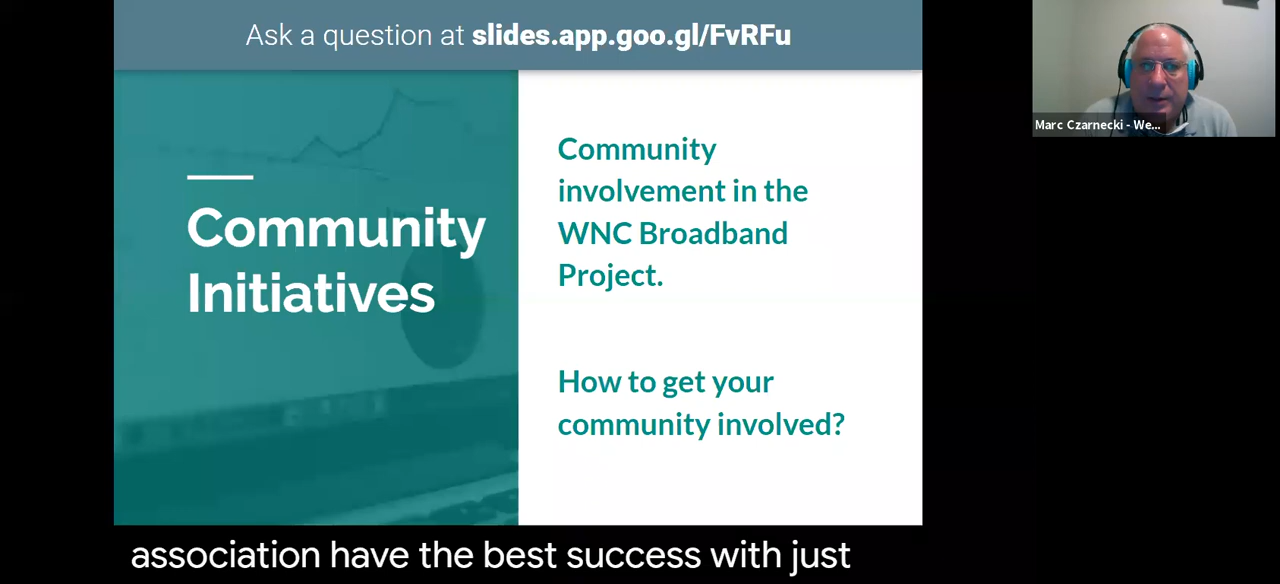 Ask a question at slides.app.goo.gl/FvRFu
Marc Czarnecki - We...
Community
Initiatives
Community
involvement in the
WNC Broadband
Project.
How to get your
community involved?
association have the best success with just